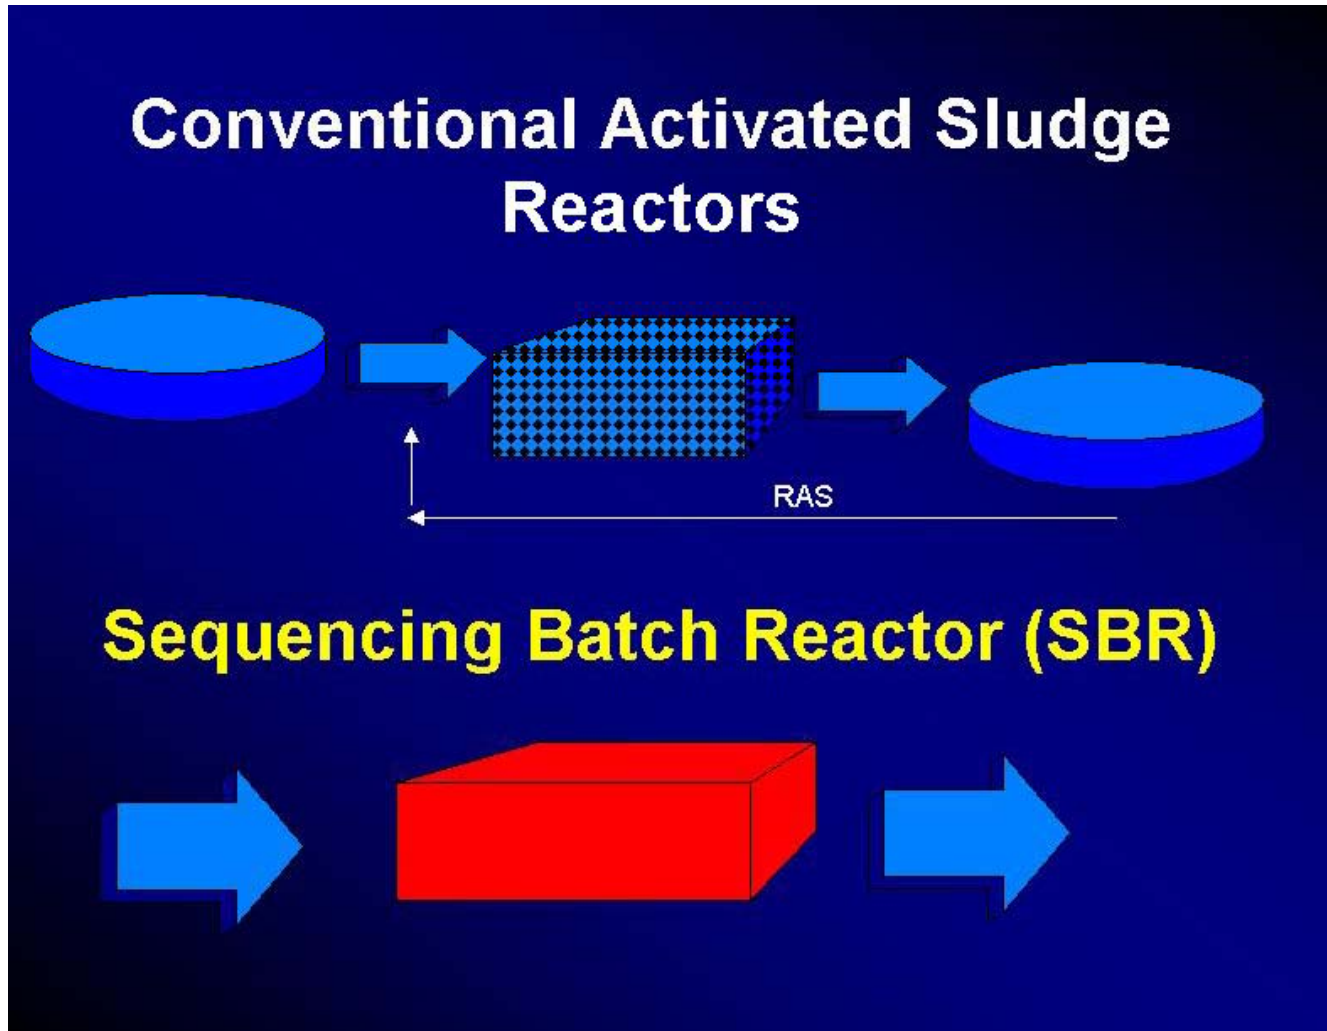 Conventional Activated Sludge
Reactors
RAS
Sequencing Batch Reactor (SBR)